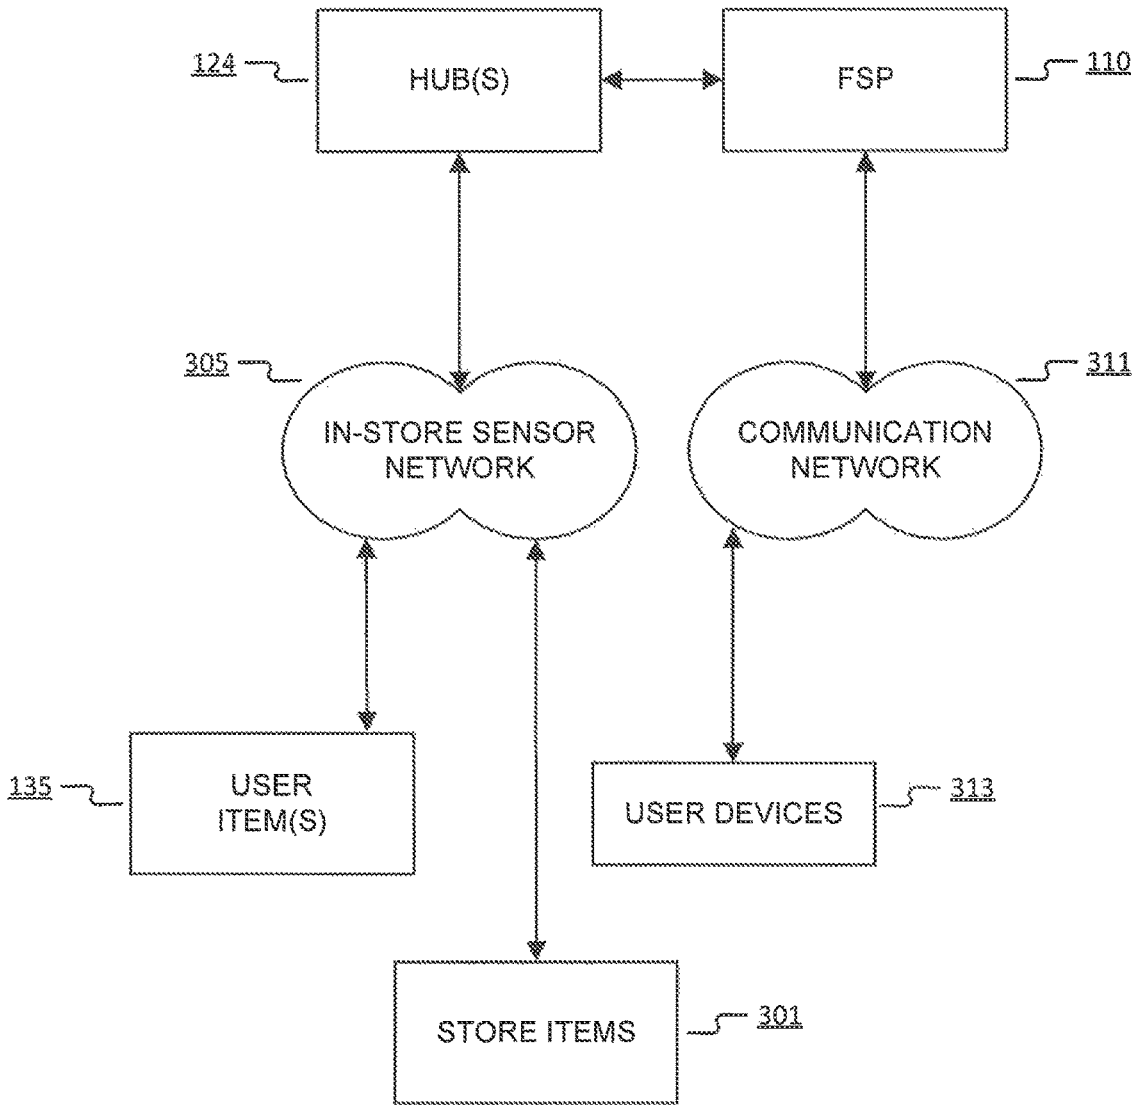 124
HUB(S)
FSP
110
305
IN-STORE SENSOR
NETWORK
COMMUNICATION
NETWORK
311
135
USER
ITEM(S)
USER DEVICES
313
STORE ITEMS
301